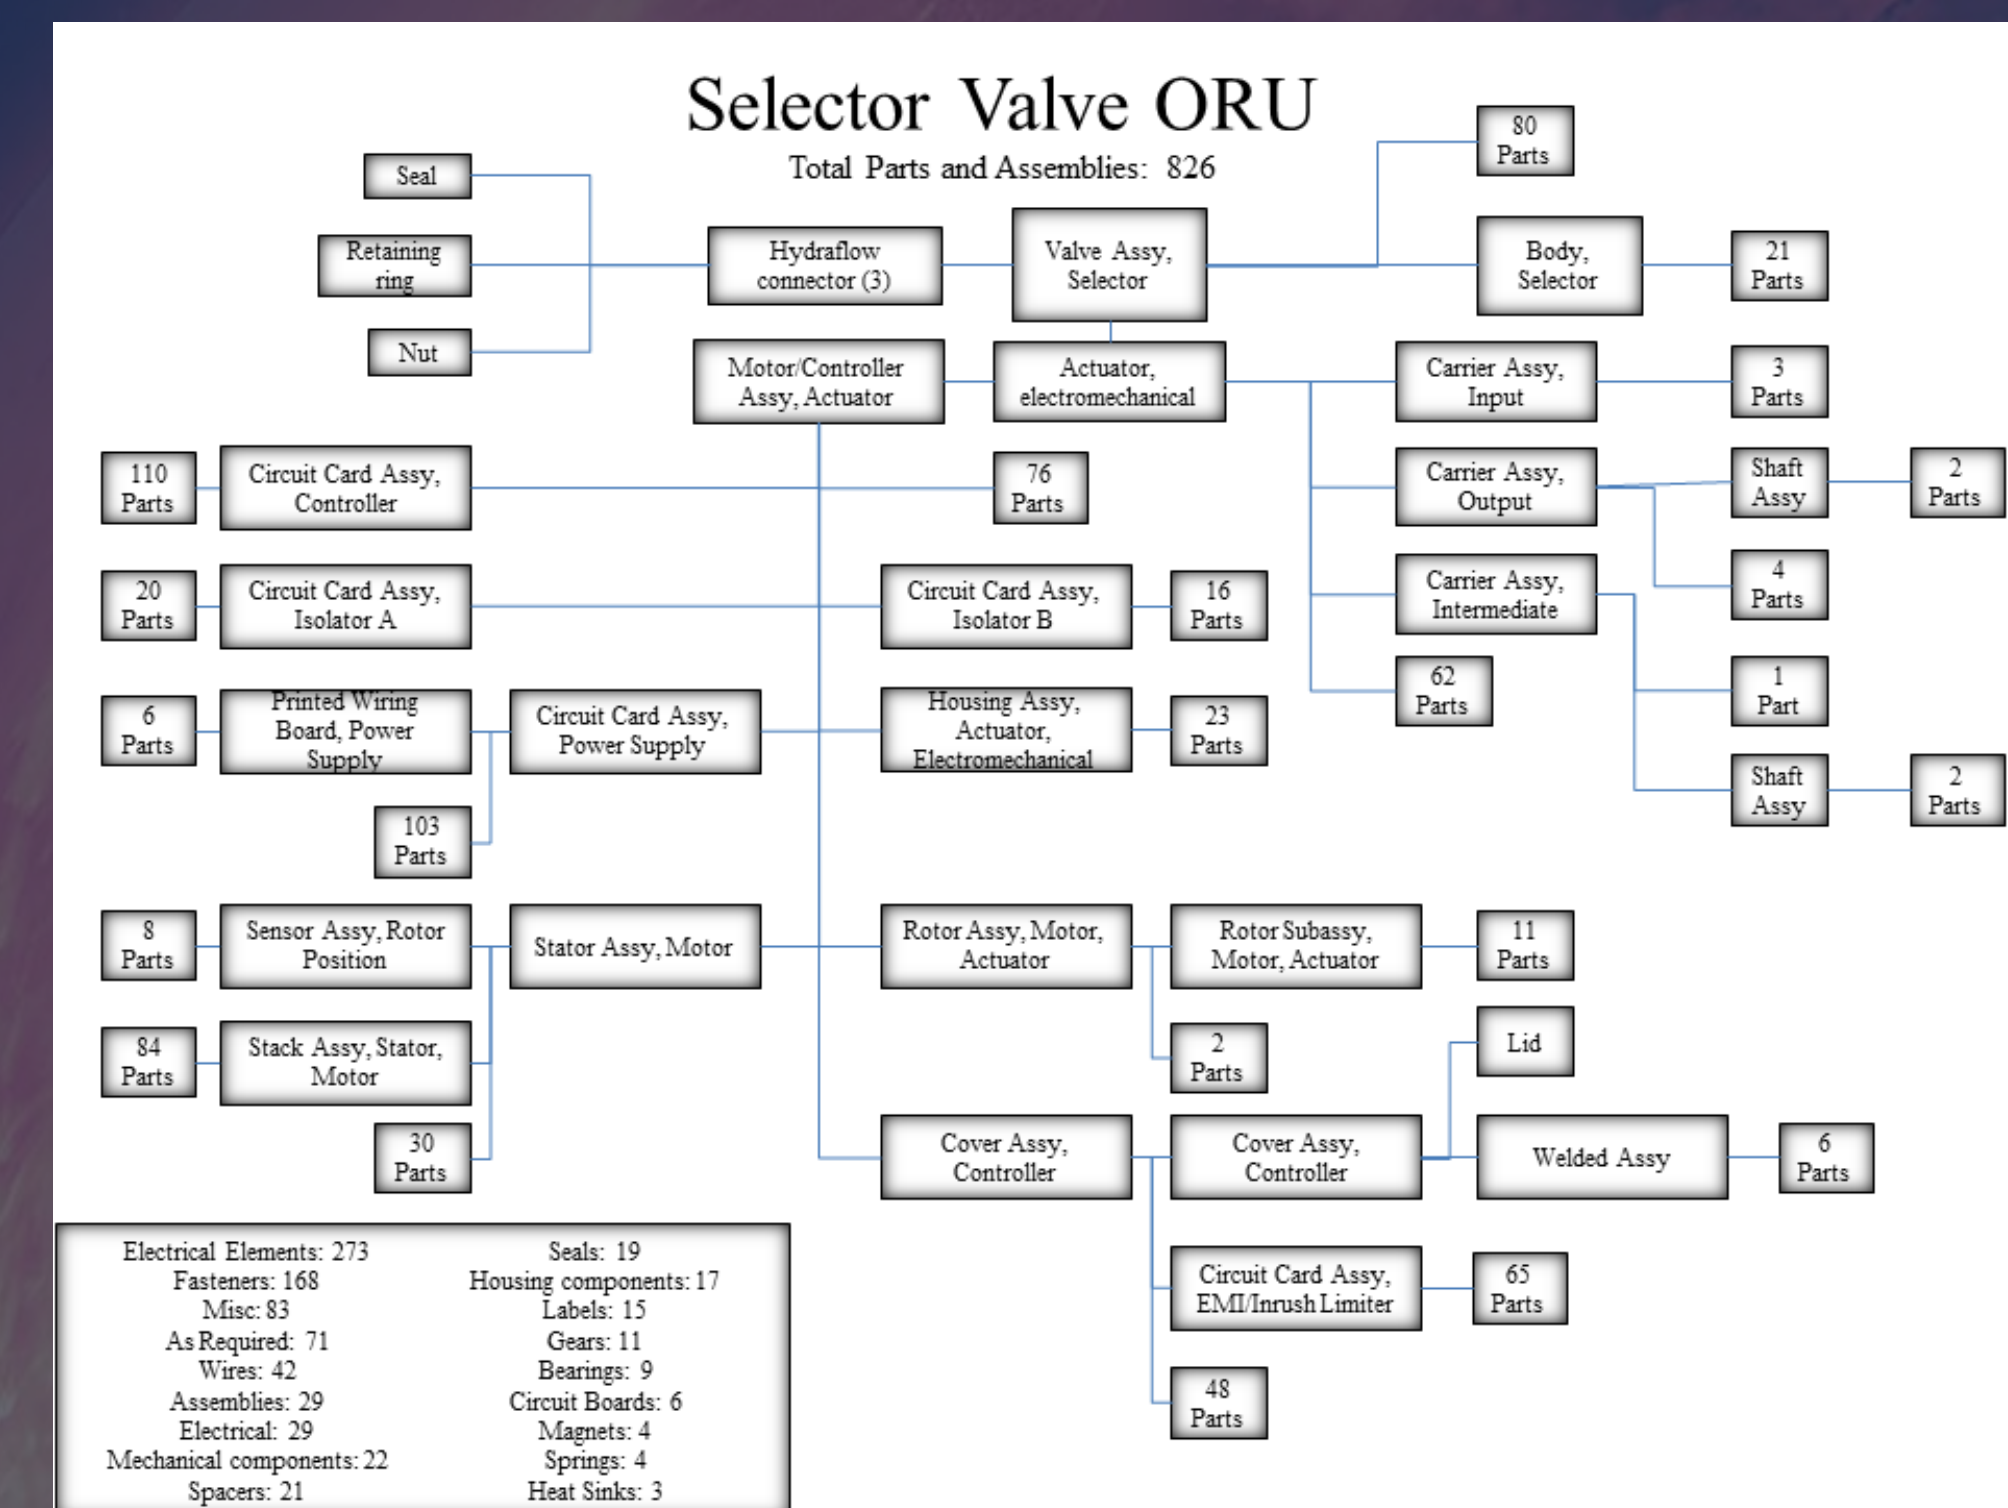 Selector Valve ORU
Total Parts and Assemblies: 826
80
Parts
Seal
Retaining
ring
Nut
Hydraflow
connector (3)
Valve Assy,
Selector
Body,
Selector
21
Parts
Motor/Controller
Assy, Actuator
Actuator,
electromechanical
Carrier Assy,
Input
3
Parts
110
Parts
Circuit Card Assy,
Controller
76
Parts
Carrier Assy,
Output
Shaft
Assy
2
Parts
4
Parts
20
Parts
Circuit Card Assy,
Isolator A
Circuit Card Assy,
Isolator B
16
Parts
Carrier Assy,
Intermediate
62
Parts
1
Part
Shaft
Assy
2
Parts
6
Parts
Printed Wiring
Board, Power
Supply
Circuit Card Assy,
Power Supply
Housing Assy,
Actuator,
Electromechanical
23
Parts
103
Parts
8
Parts
Sensor Assy, Rotor
Position
Stator Assy, Motor
Rotor Assy, Motor,
Actuator
Rotor Subassy,
Motor, Actuator
11
Parts
84
Parts
Stack Assy, Stator,
Motor
2
Parts
Lid
30
Parts
Cover Assy,
Controller
Cover Assy,
Controller
Welded Assy
6
Parts
Circuit Card Assy,
EMI/Inrush Limiter
65
Parts
48
Parts
Electrical Elements: 273
Fasteners: 168
Misc: 83
As Required: 71
Wires: 42
Assemblies: 29
Electrical: 29
Mechanical components: 22
Spacers: 21
Seals: 19
Housing components: 17
Labels: 15
Gears: 11
Bearings: 9
Circuit Boards: 6
Magnets: 4
Springs: 4
Heat Sinks: 3